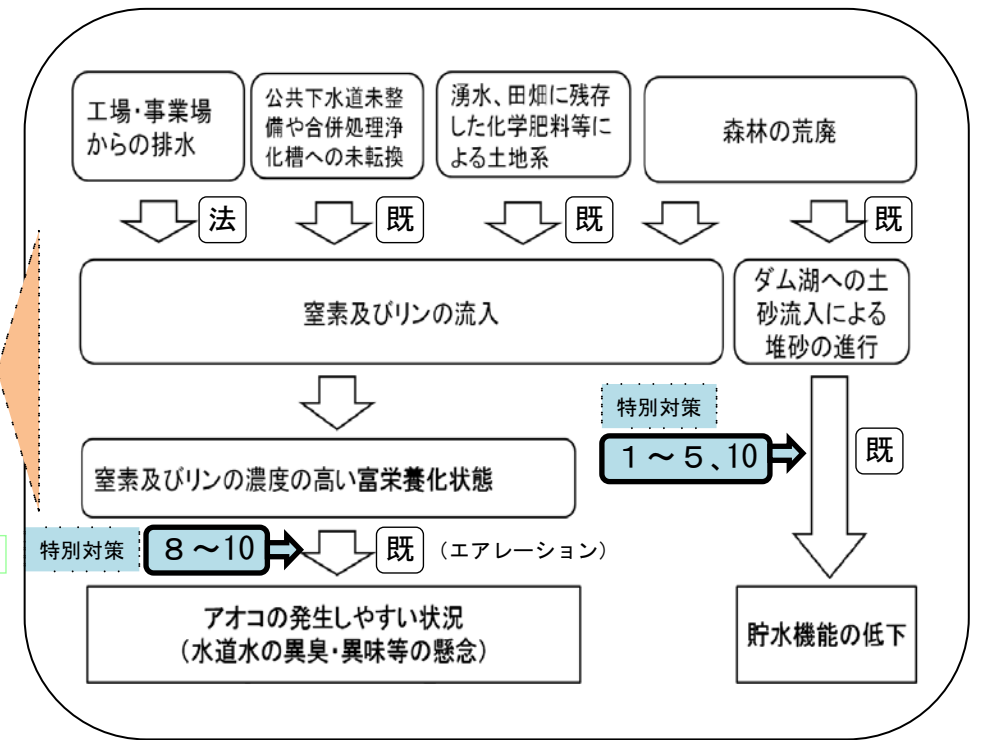 工場・事業場
からの排水
公共下水道未整
備や合併処理浄
化槽への未転換
湧水、田畑に残存
した化学肥料等に
よる土地系
森林の荒廃
法
既
既
既
窒素及びリンの流入
ダム湖への土
砂流入による
堆砂の進行
特別対策
1～5、10
既
窒素及びリンの濃度の高い富栄養化状態
特別対策
8～10
既
（エアレーション）
アオコの発生しやすい状況
（水道水の異臭・異味等の懸念）
貯水機能の低下